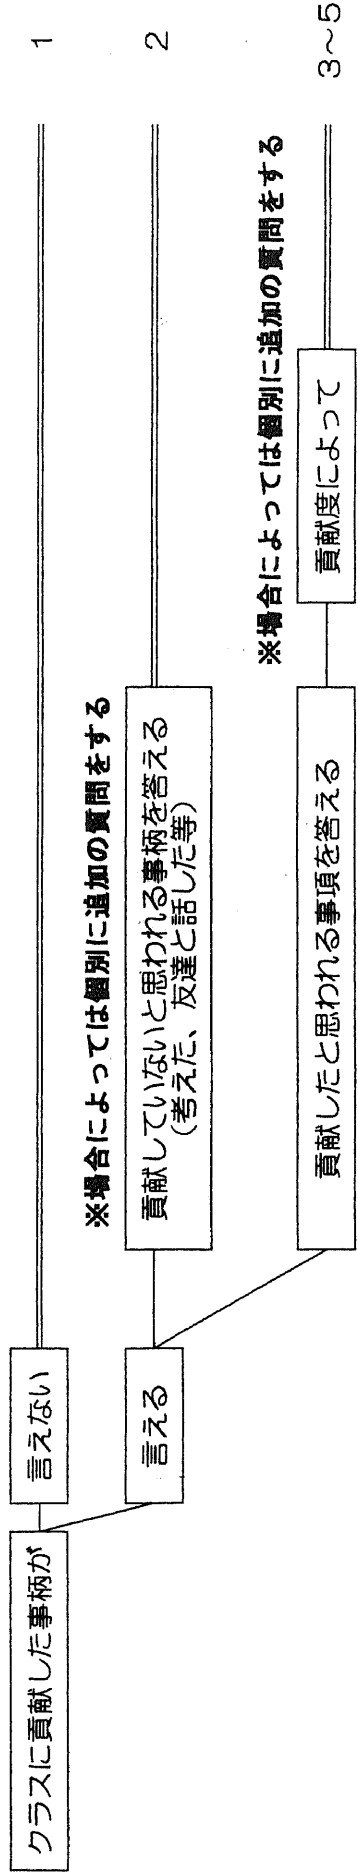 クラスに貢献した事柄が
言えない
1
言える
※場合によっては個別に追加の質問をする
貢献していないと思われる事柄を答える
（考えた、友達と話した等）
2
貢献したと思われる事項を答える
※場合によっては個別に追加の質問をする
貢献度によって
3～5